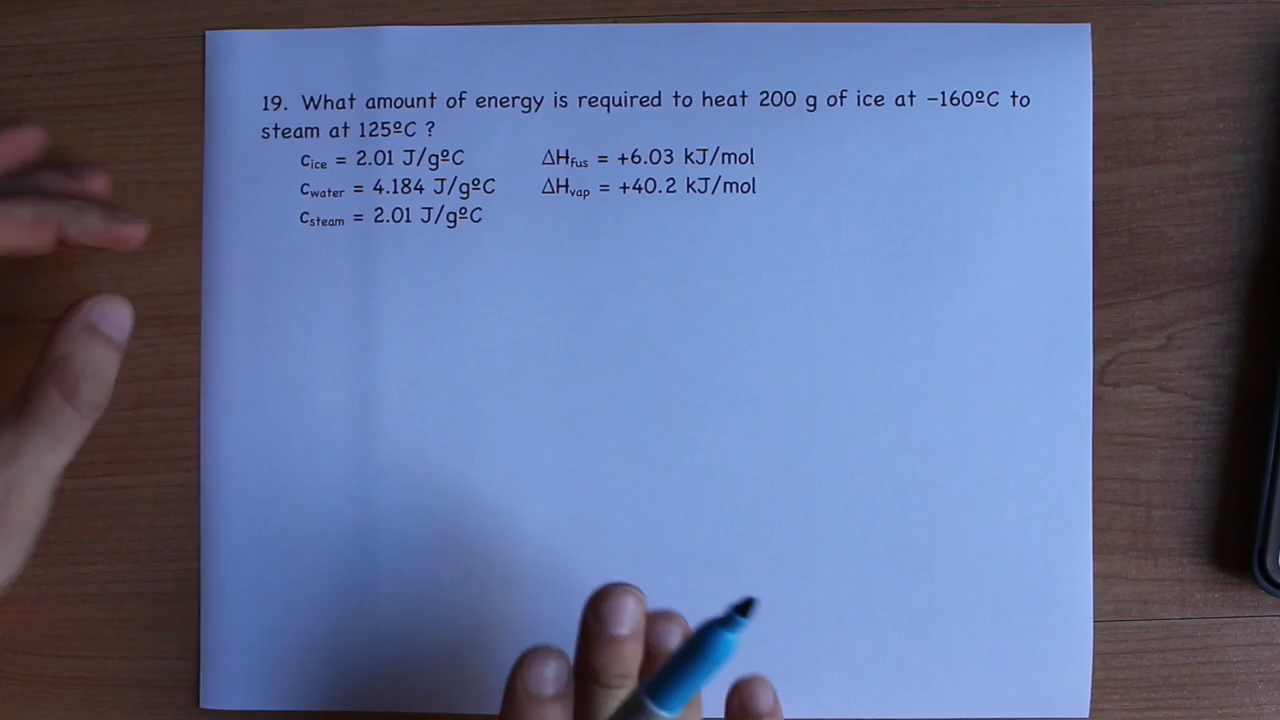 19. What amount of energy is required to heat 200 g of ice at −160ºC to
steam at 125ºC ?
cice = 2.01 J/gºC ΔHfus = +6.03 kJ/mol
cwater = 4.184 J/gºC ΔHvap = +40.2 kJ/mol
csteam = 2.01 J/gºC